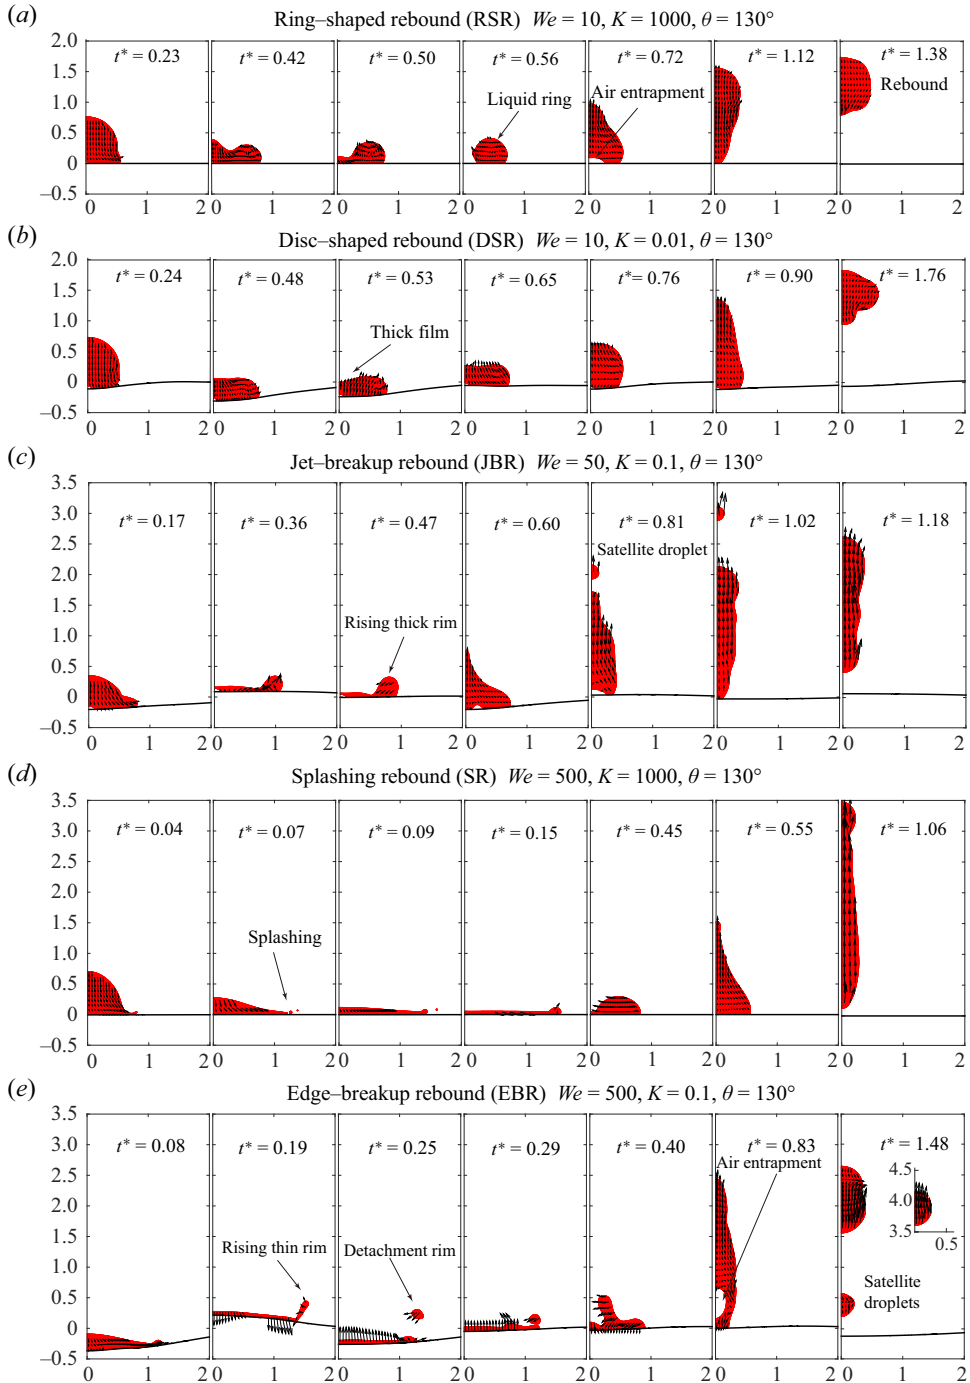 (a) Ring–shaped rebound (RSR) We = 10, K = 1000, θ = 130°
2.0
1.5
1.0
0.5
0
–0.5
t* = 0.23
t* = 0.42
t* = 0.50
t* = 0.56
t* = 0.72
t* = 1.12
t* = 1.38
Liquid ring
Air entrapment
Rebound
0 1 2 0 1 2 0 1 2 0 1 2 0 1 2 0 1 2 0 1 2
(b) Disc–shaped rebound (DSR) We = 10, K = 0.01, θ = 130°
2.0
1.5
1.0
0.5
0
–0.5
t* = 0.24
t* = 0.48
t* = 0.53
t* = 0.65
t* = 0.76
t* = 0.90
t* = 1.76
Thick film
0 1 2 0 1 2 0 1 2 0 1 2 0 1 2 0 1 2 0 1 2
(c) Jet–breakup rebound (JBR) We = 50, K = 0.1, θ = 130°
3.5
3.0
2.5
2.0
1.5
1.0
0.5
0
–0.5
t* = 0.17
t* = 0.36
t* = 0.47
t* = 0.60
t* = 0.81
t* = 1.02
t* = 1.18
Satellite droplet
Rising thick rim
0 1 2 0 1 2 0 1 2 0 1 2 0 1 2 0 1 2 0 1 2
(d) Splashing rebound (SR) We = 500, K = 1000, θ = 130°
3.5
3.0
2.5
2.0
1.5
1.0
0.5
0
–0.5
t* = 0.04
t* = 0.07
t* = 0.09
t* = 0.15
t* = 0.45
t* = 0.55
t* = 1.06
Splashing
0 1 2 0 1 2 0 1 2 0 1 2 0 1 2 0 1 2 0 1 2
(e) Edge–breakup rebound (EBR) We = 500, K = 0.1, θ = 130°
3.5
3.0
2.5
2.0
1.5
1.0
0.5
0
–0.5
t* = 0.08
t* = 0.19
t* = 0.25
t* = 0.29
t* = 0.40
t* = 0.83
t* = 1.48
Air entrapment
4.5
4.0
3.5
0.5
Rising thin rim
Detachment rim
Satellite
droplets
0 1 2 0 1 2 0 1 2 0 1 2 0 1 2 0 1 2 0 1 2